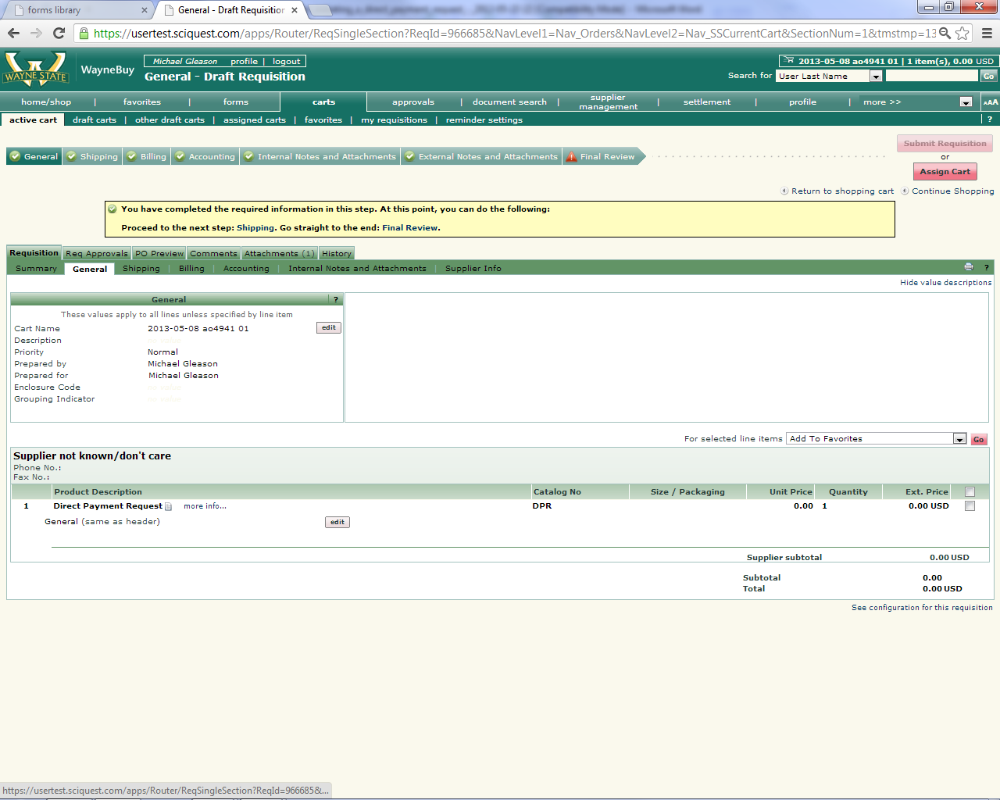 forms library
General - Draft Requisition
https://usertest.sciquest.com/apps/Router/ReqSingleSection?ReqId=966685&NavLevel1=Nav_Orders&NavLevel2=Nav_SSCurrentCart&SectionNum=1&tmstmp=13
WAYNE STATE
WayneBuy
Michael Gleason profile | logout
2013-05-08 ao4941 01 | 1 item(s), 0.00 USD
General - Draft Requisition
Search for User Last Name Go
home/shop | favorites | forms carts approvals | document search | supplier management | settlement | profile | more >> AAA
active cart draft carts | other draft carts | assigned carts | favorites | my requisitions | reminder settings | ?
Submit Requisition
General Shipping Billing Accounting Internal Notes and Attachments External Notes and Attachments Final Review
or
Assign Cart
Return to shopping cart Continue Shopping
You have completed the required information in this step. At this point, you can do the following:
Proceed to the next step: Shipping. Go straight to the end: Final Review.
Requisition Req Approvals PO Preview Comments Attachments (1) History
Summary General Shipping | Billing | Accounting | Internal Notes and Attachments | Supplier Info ?
Hide value descriptions
General ?
These values apply to all lines unless specified by line item
Cart Name 2013-05-08 ao4941 01 edit
Description
Priority Normal
Prepared by Michael Gleason
Prepared for Michael Gleason
Enclosure Code
Grouping Indicator
For selected line items Add To Favorites Go
Supplier not known/don't care
Phone No.:
Fax No.:
Product Description Catalog No Size / Packaging Unit Price Quantity Ext. Price
1 Direct Payment Request more info... DPR 0.00 1 0.00 USD
General (same as header) edit
Supplier subtotal 0.00 USD
Subtotal 0.00
Total 0.00 USD
See configuration for this requisition
https://usertest.sciquest.com/apps/Router/ReqSingleSection?ReqId=966685&...